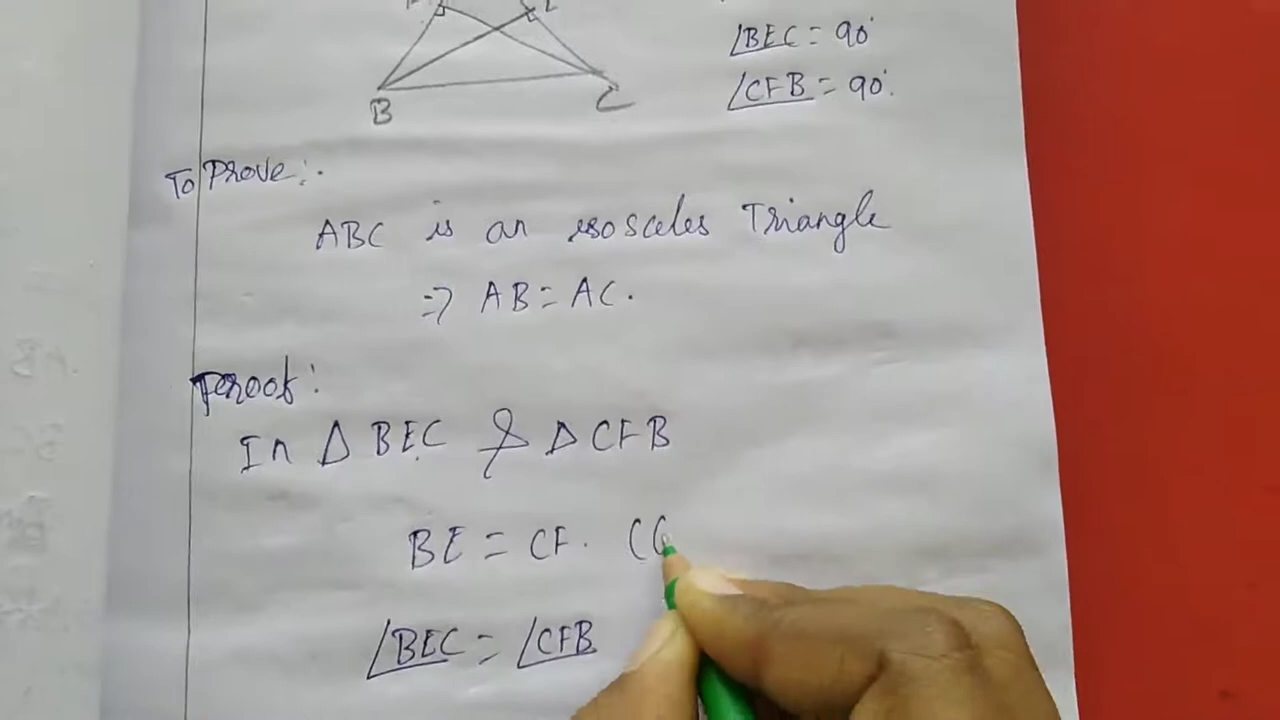 ∠BEC = 90°
∠CFB = 90°.
B
C
To Prove:.
ABC is an isosceles Triangle
⇒ AB = AC.
Proof:
In Δ BEC & Δ CFB
BE = CF. (G
∠BEC = ∠CFB